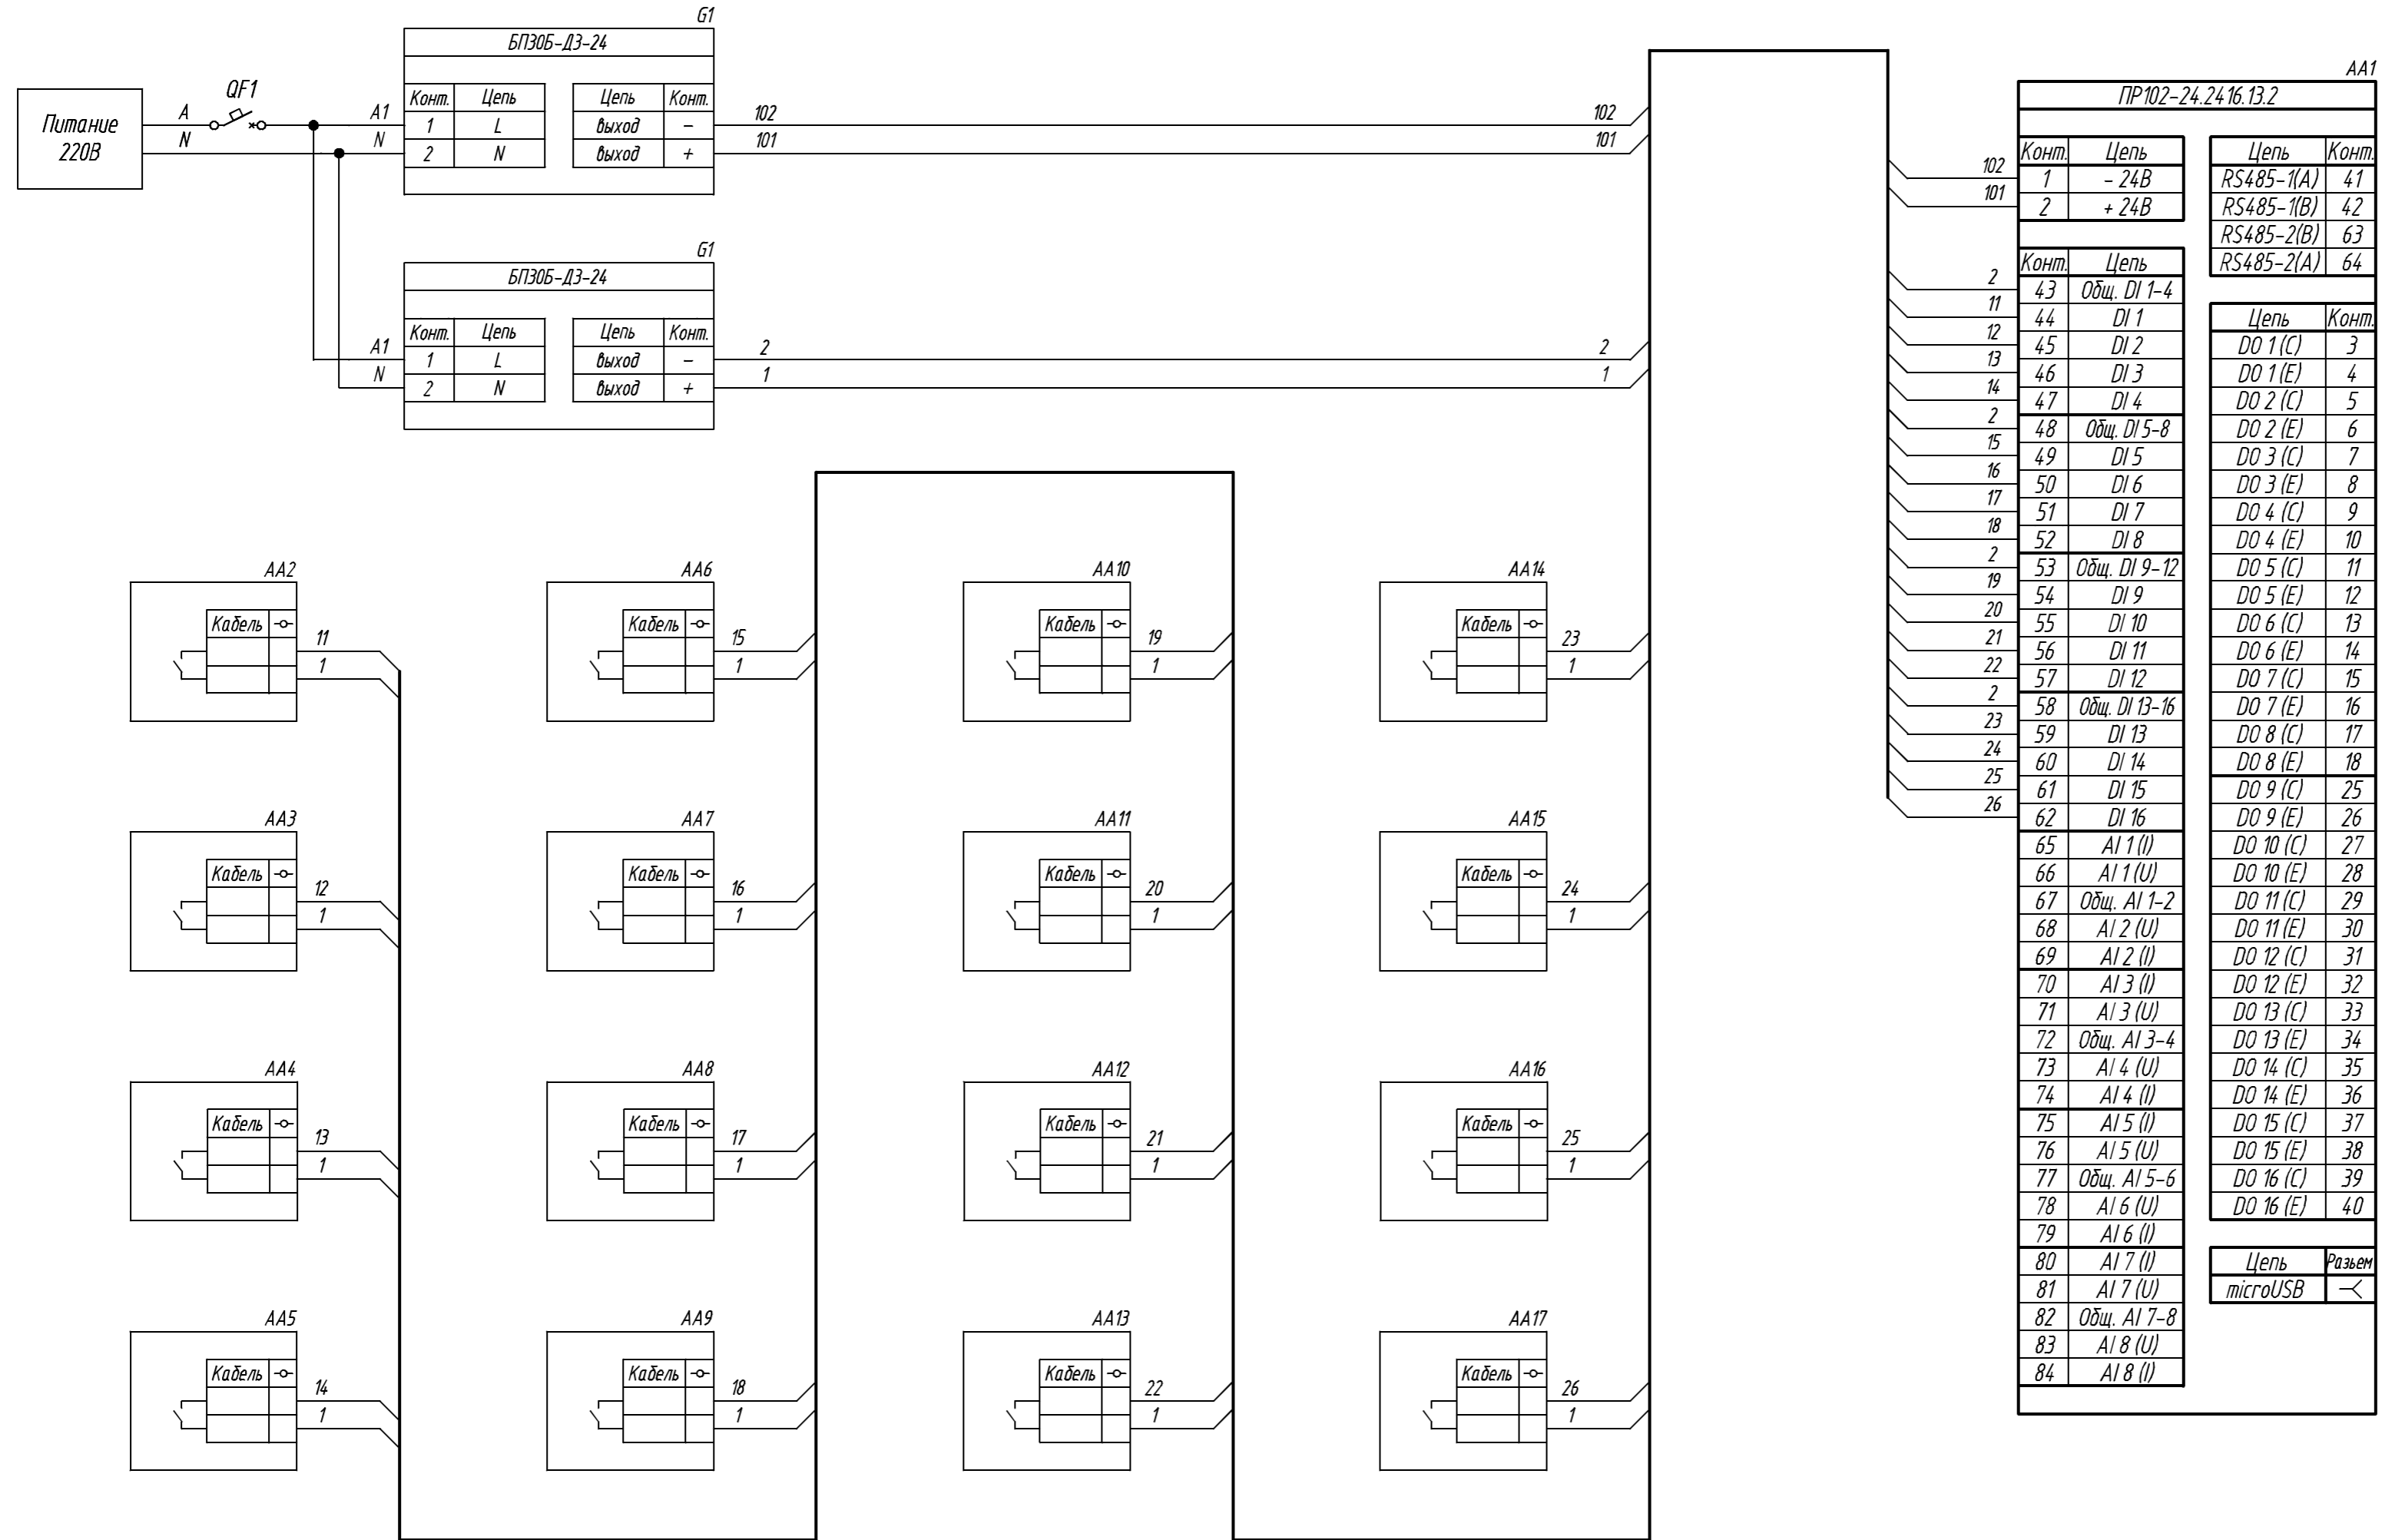 G1
БП30Б-Д3-24
Конт. Цепь Цепь Конт.
1 L выход -
2 N выход +
Питание
220В
A QF1 A1
N N
102 102
101 101
G1
БП30Б-Д3-24
Конт. Цепь Цепь Конт.
1 L выход -
2 N выход +
A1
N
2 2
1 1
AA2
Кабель
11
1
AA6
Кабель
15
1
AA10
Кабель
19
1
AA14
Кабель
23
1
AA3
Кабель
12
1
AA7
Кабель
16
1
AA11
Кабель
20
1
AA15
Кабель
24
1
AA4
Кабель
13
1
AA8
Кабель
17
1
AA12
Кабель
21
1
AA16
Кабель
25
1
AA5
Кабель
14
1
AA9
Кабель
18
1
AA13
Кабель
22
1
AA17
Кабель
26
1
AA1
ПР102-24.2416.13.2
Конт. Цепь
102 1 - 24В
101 2 + 24В
Конт. Цепь
2 43 Общ. DI 1-4
11 44 DI 1
12 45 DI 2
13 46 DI 3
14 47 DI 4
2 48 Общ. DI 5-8
15 49 DI 5
16 50 DI 6
17 51 DI 7
18 52 DI 8
2 53 Общ. DI 9-12
19 54 DI 9
20 55 DI 10
21 56 DI 11
22 57 DI 12
2 58 Общ. DI 13-16
23 59 DI 13
24 60 DI 14
25 61 DI 15
26 62 DI 16
65 AI 1 (I)
66 AI 1 (U)
67 Общ. AI 1-2
68 AI 2 (U)
69 AI 2 (I)
70 AI 3 (I)
71 AI 3 (U)
72 Общ. AI 3-4
73 AI 4 (U)
74 AI 4 (I)
75 AI 5 (I)
76 AI 5 (U)
77 Общ. AI 5-6
78 AI 6 (U)
79 AI 6 (I)
80 AI 7 (I)
81 AI 7 (U)
82 Общ. AI 7-8
83 AI 8 (U)
84 AI 8 (I)
Цепь Конт.
RS485-1(A) 41
RS485-1(B) 42
RS485-2(B) 63
RS485-2(A) 64
Цепь Конт.
DO 1 (C) 3
DO 1 (E) 4
DO 2 (C) 5
DO 2 (E) 6
DO 3 (C) 7
DO 3 (E) 8
DO 4 (C) 9
DO 4 (E) 10
DO 5 (C) 11
DO 5 (E) 12
DO 6 (C) 13
DO 6 (E) 14
DO 7 (C) 15
DO 7 (E) 16
DO 8 (C) 17
DO 8 (E) 18
DO 9 (C) 25
DO 9 (E) 26
DO 10 (C) 27
DO 10 (E) 28
DO 11 (C) 29
DO 11 (E) 30
DO 12 (C) 31
DO 12 (E) 32
DO 13 (C) 33
DO 13 (E) 34
DO 14 (C) 35
DO 14 (E) 36
DO 15 (C) 37
DO 15 (E) 38
DO 16 (C) 39
DO 16 (E) 40
Цепь Разьем
microUSB